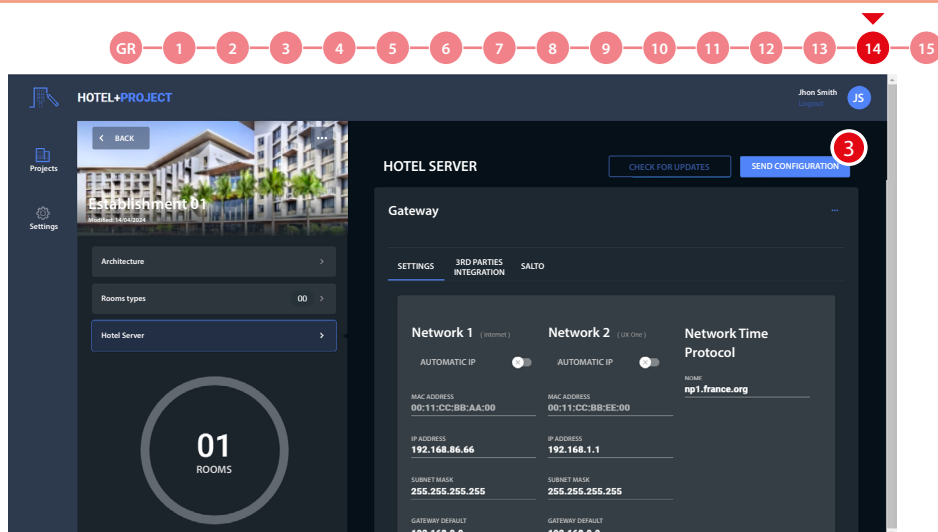 GR 1 2 3 4 5 6 7 8 9 10 11 12 13 14 15
HOTEL+PROJECT
Jhon Smith
Logout
JS
Projects
Settings
BACK
...
Establishment 01
Modified: 14/04/2024
Architecture
Rooms types 00
Hotel Server
01
ROOMS
HOTEL SERVER
CHECK FOR UPDATES
SEND CONFIGURATION
3
Gateway
...
SETTINGS
3RD PARTIES
INTEGRATION
SALTO
Network 1 ( Internet )
AUTOMATIC IP
MAC ADDRESS
00:11:CC:BB:AA:00
IP ADDRESS
192.168.86.66
SUBNET MASK
255.255.255.255
GATEWAY DEFAULT
Network 2 ( UX One )
AUTOMATIC IP
MAC ADDRESS
00:11:CC:BB:EE:00
IP ADDRESS
192.168.1.1
SUBNET MASK
255.255.255.255
GATEWAY DEFAULT
Network Time
Protocol
NOME
np1.france.org